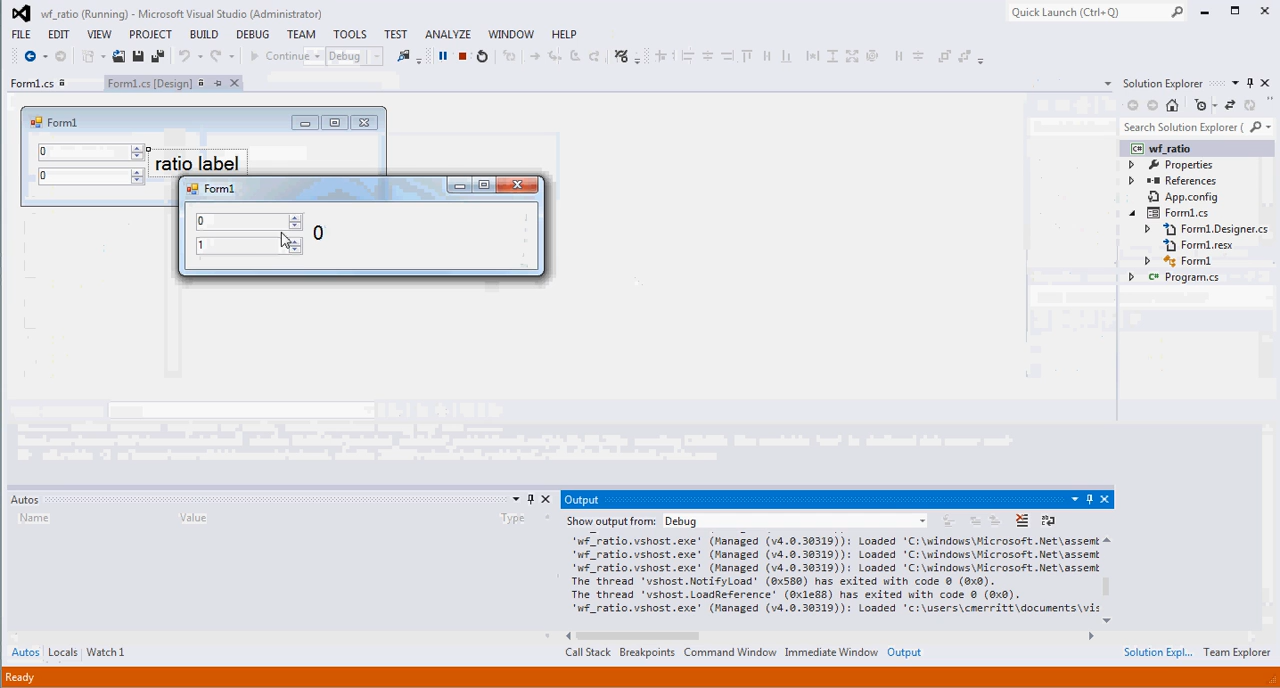 wf_ratio (Running) - Microsoft Visual Studio (Administrator)
Quick Launch (Ctrl+Q)
FILE EDIT VIEW PROJECT BUILD DEBUG TEAM TOOLS TEST ANALYZE WINDOW HELP
Continue Debug
Form1.cs Form1.cs [Design]
Form1
0
0
ratio label
Form1
0
1
0
Solution Explorer
Search Solution Explorer (
wf_ratio
Properties
References
App.config
Form1.cs
Form1.Designer.cs
Form1.resx
Form1
Program.cs
Autos
Name Value Type
Output
Show output from: Debug
'wf_ratio.vshost.exe' (Managed (v4.0.30319)): Loaded 'C:\windows\Microsoft.Net\assemb
'wf_ratio.vshost.exe' (Managed (v4.0.30319)): Loaded 'C:\windows\Microsoft.Net\assemb
'wf_ratio.vshost.exe' (Managed (v4.0.30319)): Loaded 'C:\windows\Microsoft.Net\assemb
The thread 'vshost.NotifyLoad' (0x580) has exited with code 0 (0x0).
The thread 'vshost.LoadReference' (0x1e88) has exited with code 0 (0x0).
'wf_ratio.vshost.exe' (Managed (v4.0.30319)): Loaded 'c:\users\cmerritt\documents\vis
Autos Locals Watch 1
Call Stack Breakpoints Command Window Immediate Window Output
Solution Expl... Team Explorer
Ready